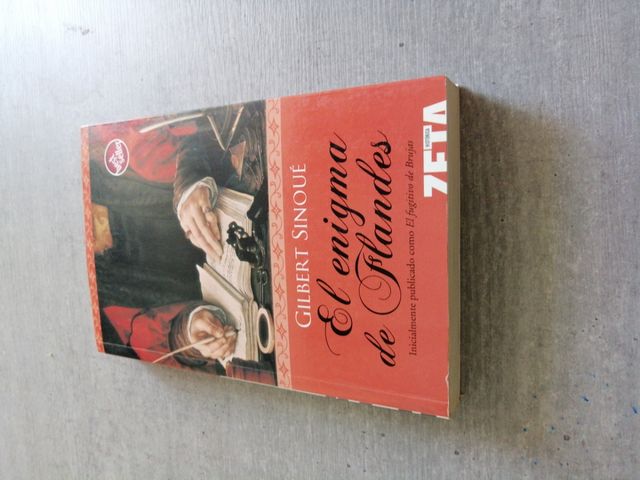 GILBERT SINOUÉ
El enigma
de Flandes
Inicialmente publicado como El fugitivo de Brujas
ZETA